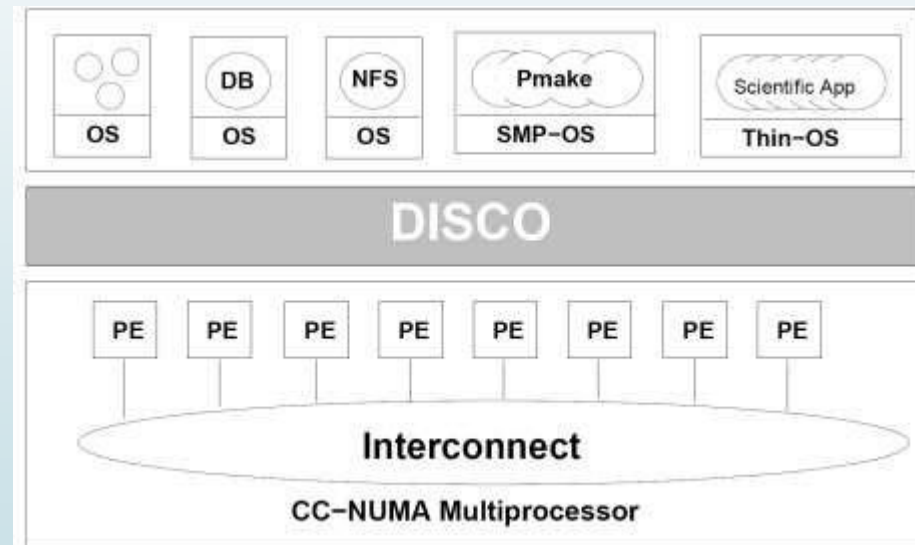 DB
NFS
Pmake
Scientific App
OS
OS
OS
SMP-OS
Thin-OS
DISCO
PE
PE
PE
PE
PE
PE
PE
PE
Interconnect
CC-NUMA Multiprocessor